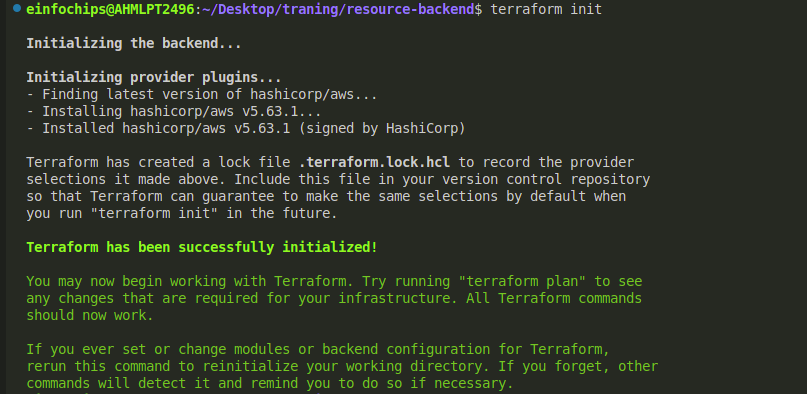 einfochips@AHMLPT2496:~/Desktop/traning/resource-backend$ terraform init
Initializing the backend...
Initializing provider plugins...
- Finding latest version of hashicorp/aws...
- Installing hashicorp/aws v5.63.1...
- Installed hashicorp/aws v5.63.1 (signed by HashiCorp)
Terraform has created a lock file .terraform.lock.hcl to record the provider
selections it made above. Include this file in your version control repository
so that Terraform can guarantee to make the same selections by default when
you run "terraform init" in the future.
Terraform has been successfully initialized!
You may now begin working with Terraform. Try running "terraform plan" to see
any changes that are required for your infrastructure. All Terraform commands
should now work.
If you ever set or change modules or backend configuration for Terraform,
rerun this command to reinitialize your working directory. If you forget, other
commands will detect it and remind you to do so if necessary.